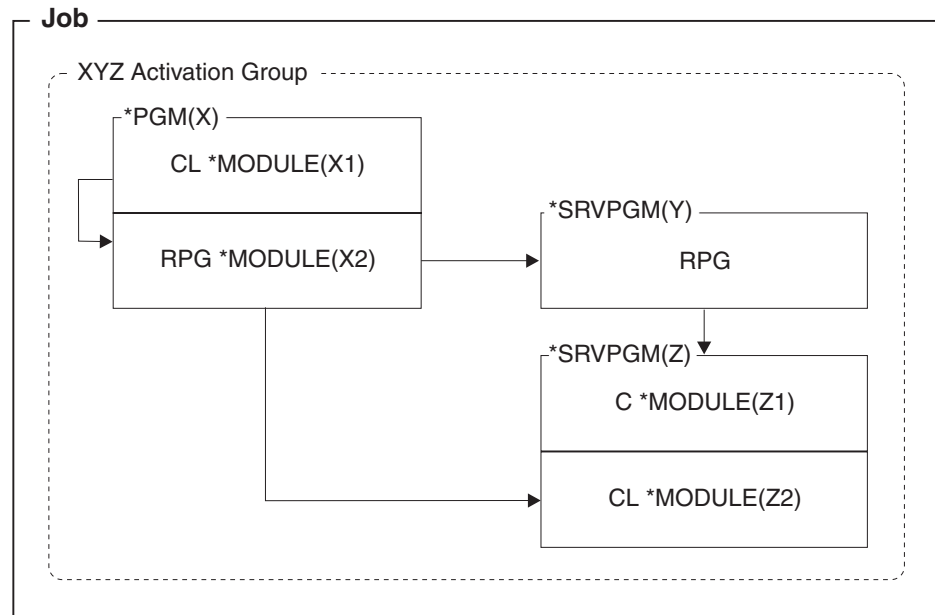 Job
XYZ Activation Group
*PGM(X)
CL *MODULE(X1)
RPG *MODULE(X2)
*SRVPGM(Y)
RPG
*SRVPGM(Z)
C *MODULE(Z1)
CL *MODULE(Z2)